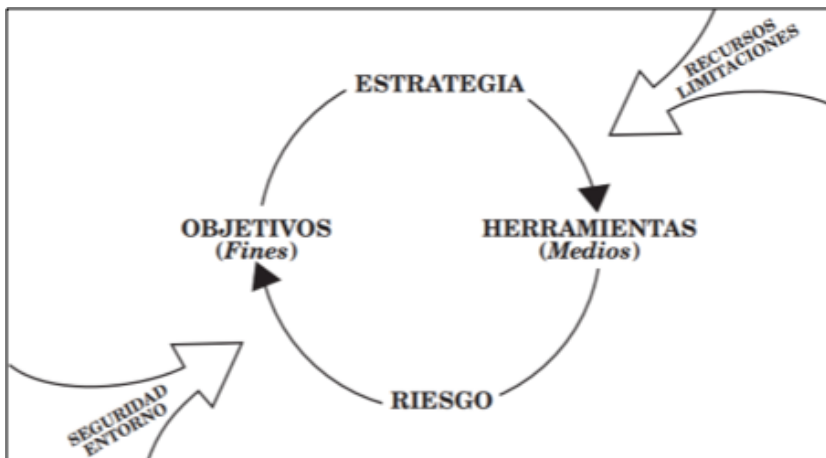 RECURSOS
LIMITACIONES
ESTRATEGIA
OBJETIVOS
(Fines)
HERRAMIENTAS
(Medios)
RIESGO
SEGURIDAD
ENTORNO